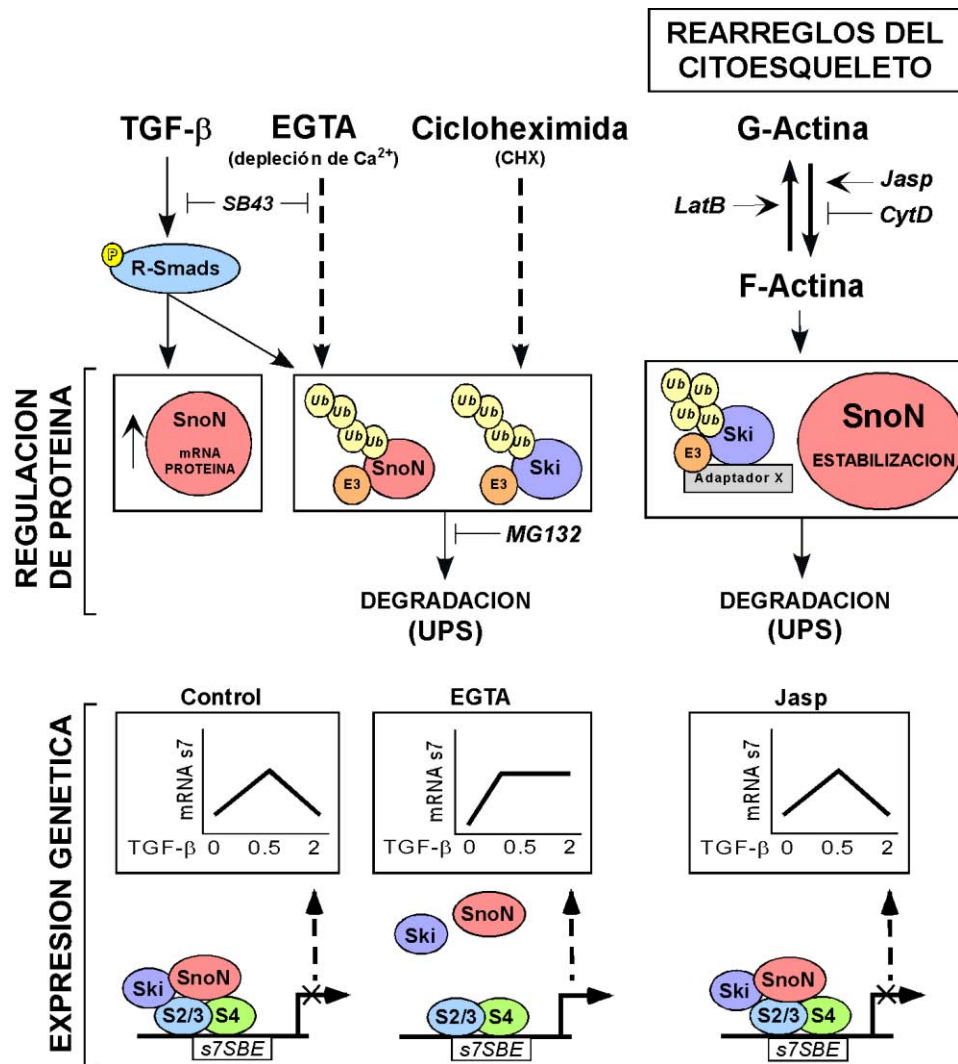 REARREGLOS DEL
CITOESQUELETO
TGF-β
EGTA
(depleción de Ca²⁺)
Cicloheximida
(CHX)
G-Actina
SB43
LatB
Jasp
CytD
P
R-Smads
F-Actina
REGULACION
DE PROTEINA
SnoN
mRNA
PROTEINA
Ub
Ub
Ub
Ub
E3
SnoN
Ub
Ub
Ub
Ub
E3
Ski
Ub
Ub
Ub
Ub
E3
Ski
Adaptador X
SnoN
ESTABILIZACION
MG132
DEGRADACION
(UPS)
DEGRADACION
(UPS)
EXPRESION GENETICA
Control
mRNA s7
TGF-β 0 0.5 2
EGTA
mRNA s7
TGF-β 0 0.5 2
Jasp
mRNA s7
TGF-β 0 0.5 2
Ski
SnoN
S2/3
S4
s7SBE
Ski
SnoN
S2/3
S4
s7SBE
Ski
SnoN
S2/3
S4
s7SBE